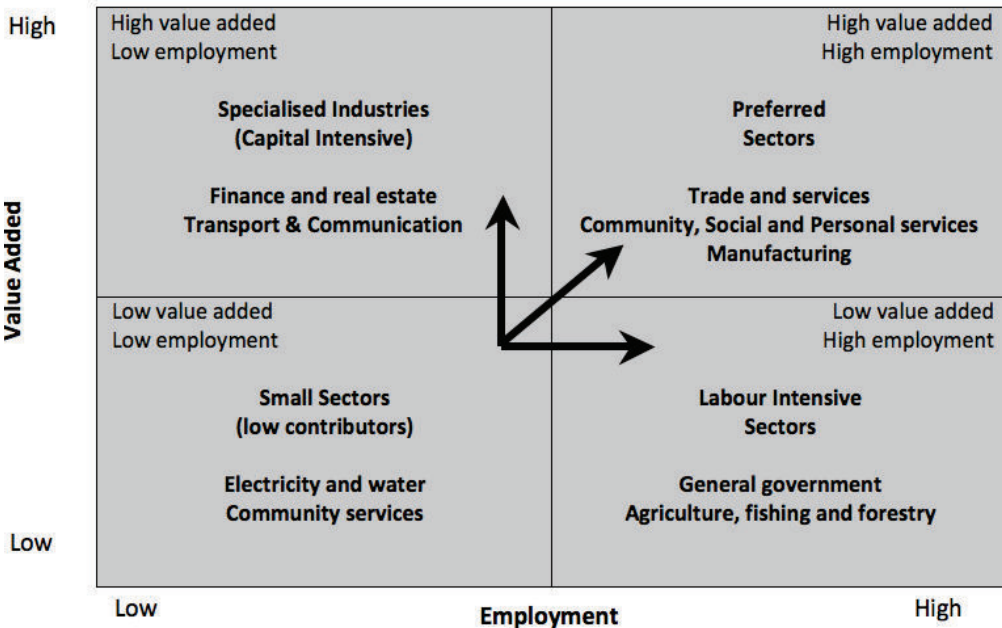 High
High value added
Low employment
Specialised Industries
(Capital Intensive)
Finance and real estate
Transport & Communication
High value added
High employment
Preferred
Sectors
Trade and services
Community, Social and Personal services
Manufacturing
Value Added
Low value added
Low employment
Small Sectors
(low contributors)
Electricity and water
Community services
Low value added
High employment
Labour Intensive
Sectors
General government
Agriculture, fishing and forestry
Low
Low
Employment
High